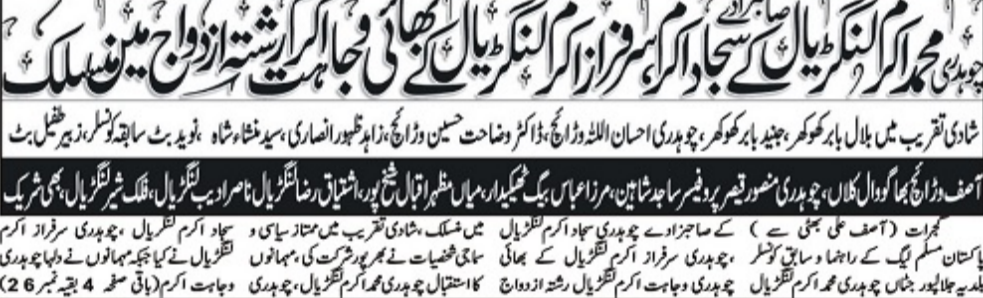 چوہدری محمد اکرم لنگڑیال کے صاحبزادے سجاد اکرم، سرفراز اکرم لنگڑیال کے بھائی وجاہت اکرم رشتہ ازدواج میں منسلک
شادی تقریب میں بلال بابر کھوکھر، جنید بابر کھوکھر، چوہدری احسان اللہ وڑائچ، ڈاکٹر وضاحت حسین وڑائچ، زاہد ظہور انصاری، سید منشاء شاہ، نوید بٹ سابقہ کونسلر، زبیر طفیل بٹ
آصف وڑائچ بھاگووال کلاں، چوہدری منصور قیصر پروفیسر ساجد شاہین، مرزا عباس بیگ ٹھیکیدار، میاں مظہر اقبال شیخ پور، اشتیاق رضا لنگڑیال ناصر ادیب لنگڑیال، فلک شیر لنگڑیال، بھی شریک
گجرات (آصف علی بھٹی سے)
پاکستان مسلم لیگ کے راہنما و سابق کونسلر
بلدیہ جلالپور جٹاں چوہدری محمد اکرم لنگڑیال
کے صاحبزادے چوہدری سجاد اکرم لنگڑیال
، چوہدری سرفراز اکرم لنگڑیال کے بھائی
چوہدری وجاہت اکرم لنگڑیال رشتہ ازدواج
میں منسلک، شادی تقریب میں ممتاز سیاسی و
سماجی شخصیات نے بھرپور شرکت کی، مہمانوں
کا استقبال چوہدری محمد اکرم لنگڑیال، چوہدری
سجاد اکرم لنگڑیال، چوہدری سرفراز اکرم
لنگڑیال نے کیا جبکہ مہمانوں نے دلہا چوہدری
وجاہت اکرم (باقی صفحہ 4 بقیہ نمبر 26)